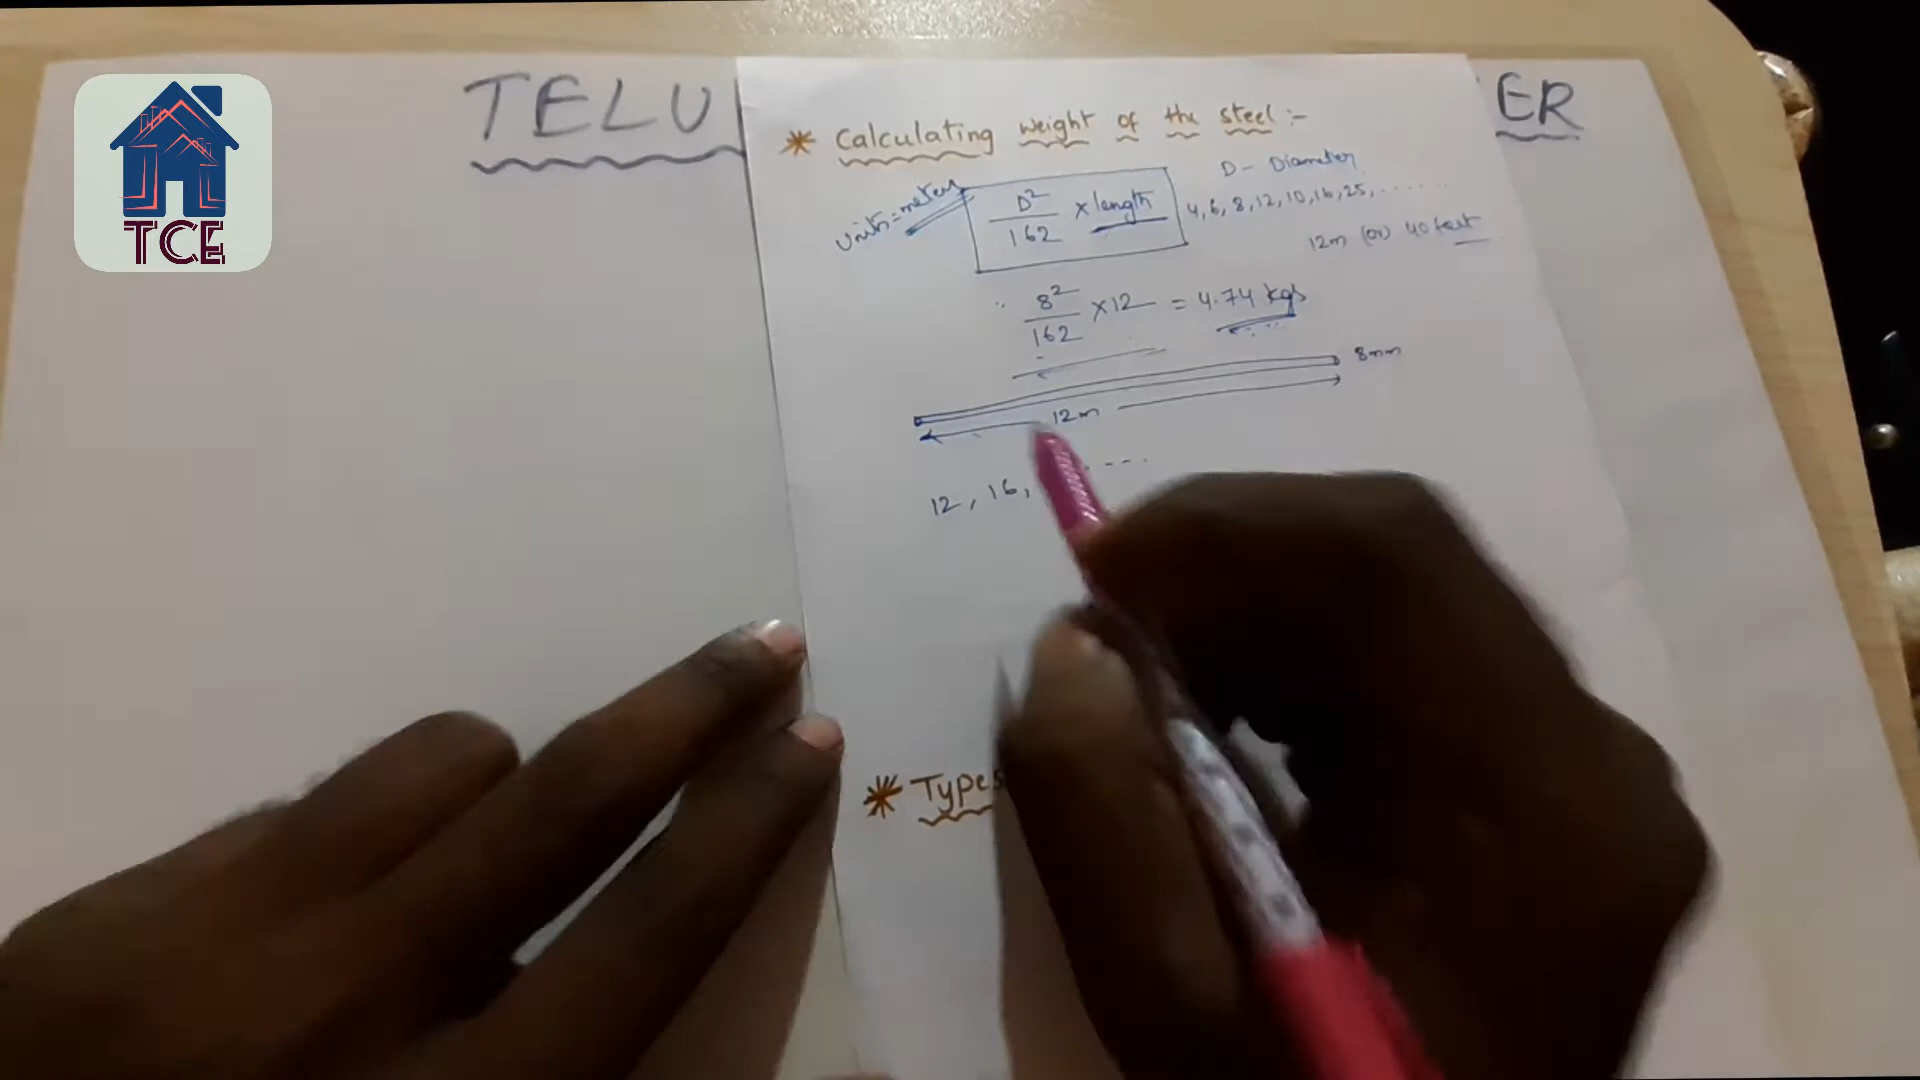 TELU
ER
TCE
* Calculating weight of the steel :-
units = meters
D²/162 × length
D - Diameter
4, 6, 8, 12, 10, 16, 25, ......
12m (or) 40 feet
8²/162 × 12 = 4.74 kgs
8mm
12m
12, 16,
* Types